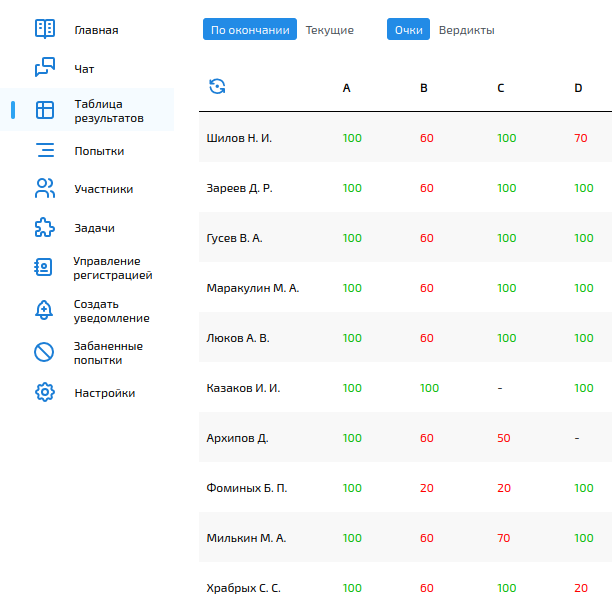 Главная
Чат
Таблица
результатов
Попытки
Участники
Задачи
Управление
регистрацией
Создать
уведомление
Забаненные
попытки
Настройки
По окончании Текущие Очки Вердикты
A B C D
Шилов Н. И. 100 60 100 70
Зареев Д. Р. 100 60 100 100
Гусев В. А. 100 60 100 100
Маракулин М. А. 100 60 100 100
Люков А. В. 100 60 100 100
Казаков И. И. 100 100 - 100
Архипов Д. 100 60 50 -
Фоминых Б. П. 100 20 20 100
Милькин М. А. 100 60 70 100
Храбрых С. С. 100 60 100 20